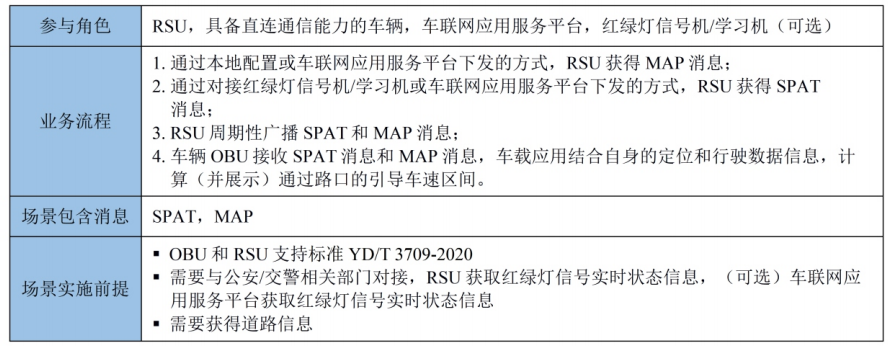 参与角色
RSU，具备直连通信能力的车辆，车联网应用服务平台，红绿灯信号机/学习机（可选）
业务流程
1. 通过本地配置或车联网应用服务平台下发的方式，RSU 获得 MAP 消息；
2. 通过对接红绿灯信号机/学习机或车联网应用服务平台下发的方式，RSU 获得 SPAT
消息；
3. RSU 周期性广播 SPAT 和 MAP 消息；
4. 车辆 OBU 接收 SPAT 消息和 MAP 消息，车载应用结合自身的定位和行驶数据信息，计
算（并展示）通过路口的引导车速区间。
场景包含消息
SPAT，MAP
场景实施前提
▪ OBU 和 RSU 支持标准 YD/T 3709-2020
▪ 需要与公安/交警相关部门对接，RSU 获取红绿灯信号实时状态信息，（可选）车联网应
用服务平台获取红绿灯信号实时状态信息
▪ 需要获得道路信息